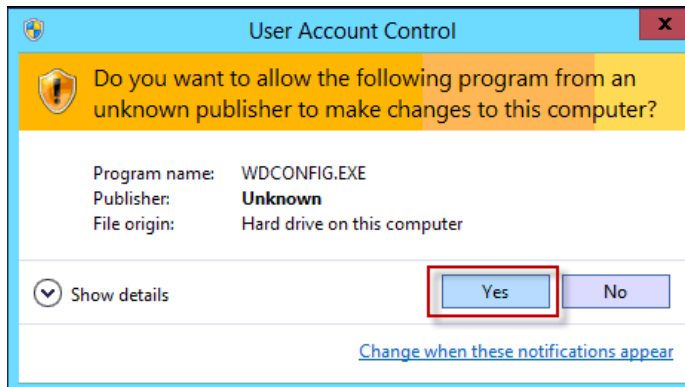 User Account Control
x
Do you want to allow the following program from an
unknown publisher to make changes to this computer?
Program name: WDCONFIG.EXE
Publisher: Unknown
File origin: Hard drive on this computer
Show details
Yes
No
Change when these notifications appear